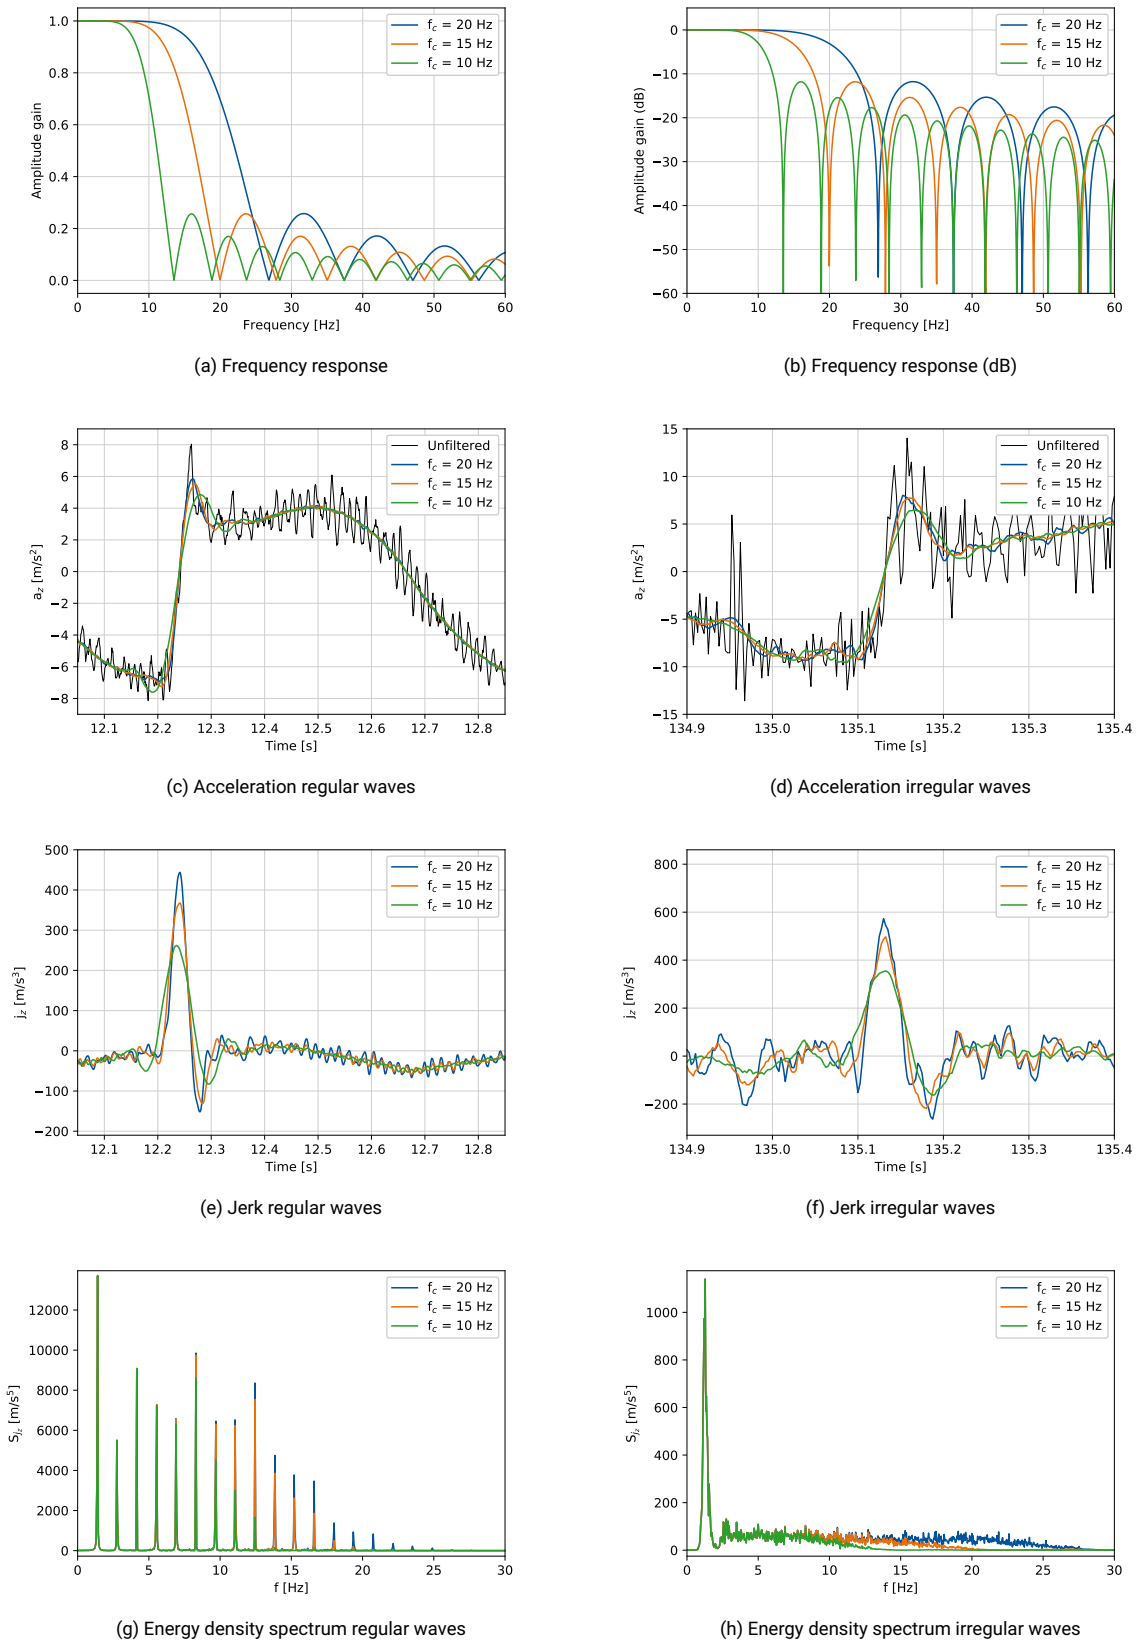 1.0
0.8
0.6
0.4
0.2
0.0
Amplitude gain
f_c = 20 Hz
f_c = 15 Hz
f_c = 10 Hz
0 10 20 30 40 50 60
Frequency [Hz]
(a) Frequency response
0
−10
−20
−30
−40
−50
−60
Amplitude gain (dB)
f_c = 20 Hz
f_c = 15 Hz
f_c = 10 Hz
0 10 20 30 40 50 60
Frequency [Hz]
(b) Frequency response (dB)
8
6
4
2
0
−2
−4
−6
−8
a_z [m/s²]
Unfiltered
f_c = 20 Hz
f_c = 15 Hz
f_c = 10 Hz
12.1 12.2 12.3 12.4 12.5 12.6 12.7 12.8
Time [s]
(c) Acceleration regular waves
15
10
5
0
−5
−10
−15
a_z [m/s²]
Unfiltered
f_c = 20 Hz
f_c = 15 Hz
f_c = 10 Hz
134.9 135.0 135.1 135.2 135.3 135.4
Time [s]
(d) Acceleration irregular waves
500
400
300
200
100
0
−100
−200
j_z [m/s³]
f_c = 20 Hz
f_c = 15 Hz
f_c = 10 Hz
12.1 12.2 12.3 12.4 12.5 12.6 12.7 12.8
Time [s]
(e) Jerk regular waves
800
600
400
200
0
−200
j_z [m/s³]
f_c = 20 Hz
f_c = 15 Hz
f_c = 10 Hz
134.9 135.0 135.1 135.2 135.3 135.4
Time [s]
(f) Jerk irregular waves
12000
10000
8000
6000
4000
2000
0
S_{j_z} [m/s⁵]
f_c = 20 Hz
f_c = 15 Hz
f_c = 10 Hz
0 5 10 15 20 25 30
f [Hz]
(g) Energy density spectrum regular waves
1000
800
600
400
200
0
S_{j_z} [m/s⁵]
f_c = 20 Hz
f_c = 15 Hz
f_c = 10 Hz
0 5 10 15 20 25 30
f [Hz]
(h) Energy density spectrum irregular waves